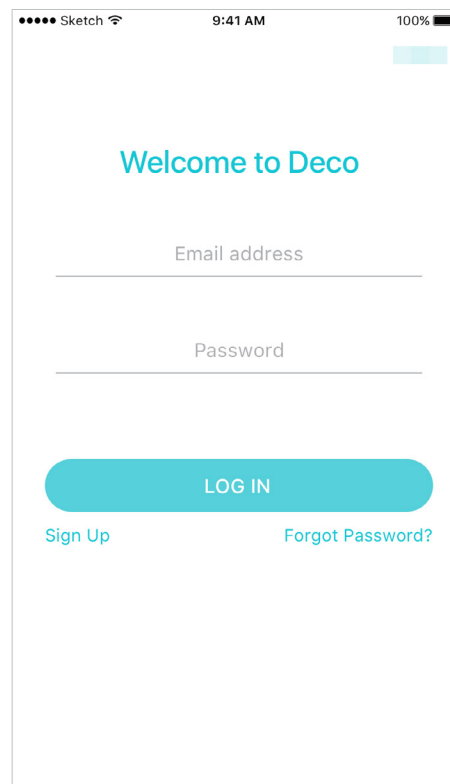 Sketch 9:41 AM 100%
Welcome to Deco
Email address
Password
LOG IN
Sign Up Forgot Password?